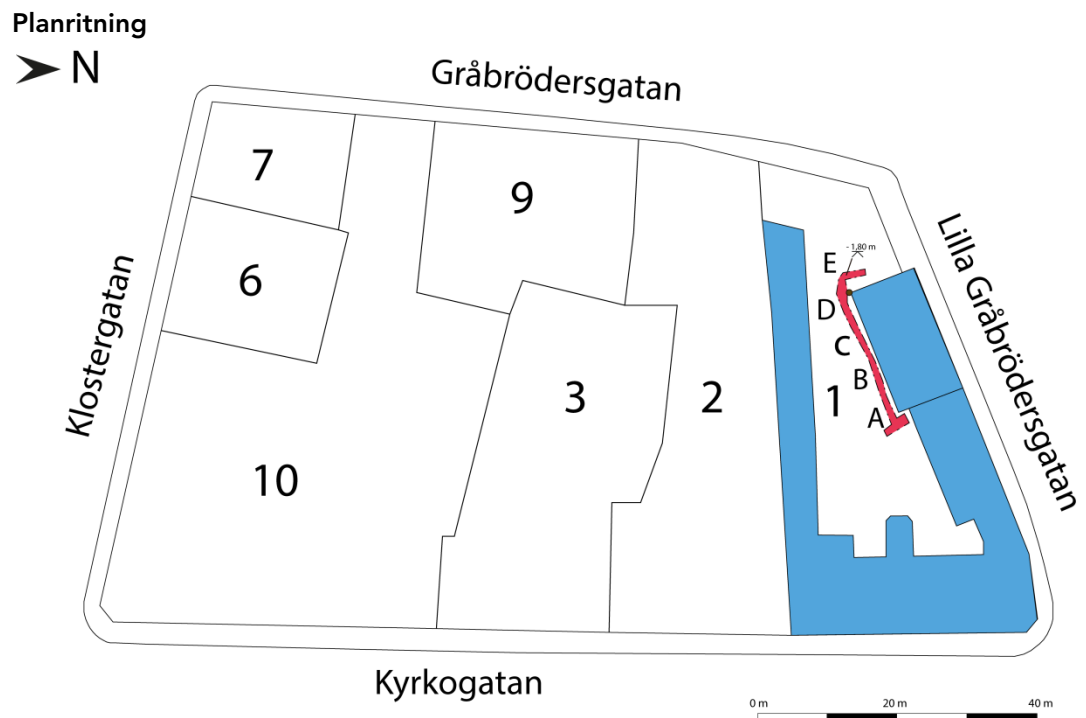 Planritning
N
Gråbrödersgatan
7
9
6
Klostergatan
Lilla Gråbrödersgatan
- 1,80 m
E
D
C
B
A
3
2
1
10
Kyrkogatan
0 m 20 m 40 m